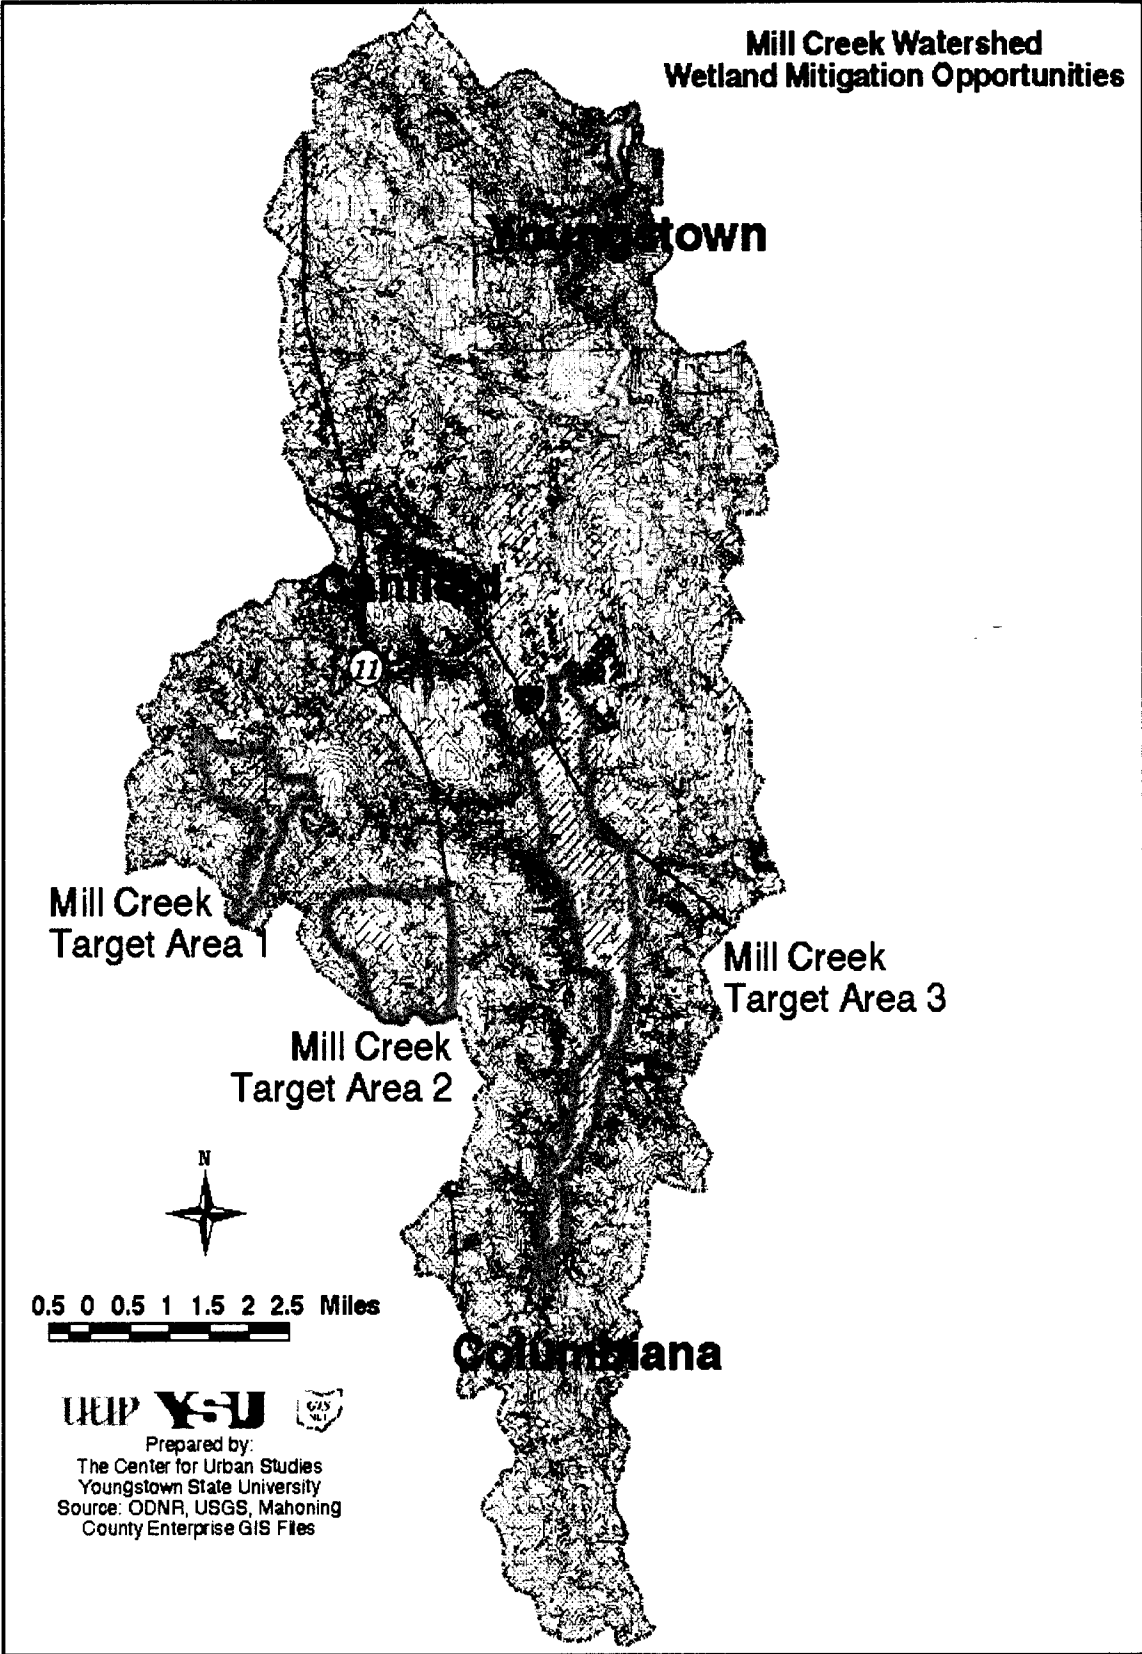 Mill Creek Watershed
Wetland Mitigation Opportunities
Youngstown
Canfield
11
Mill Creek
Target Area 1
Mill Creek
Target Area 3
Mill Creek
Target Area 2
N
0.5 0 0.5 1 1.5 2 2.5 Miles
Columbiana
YSU
GIS
Prepared by:
The Center for Urban Studies
Youngstown State University
Source: ODNR, USGS, Mahoning
County Enterprise GIS Files